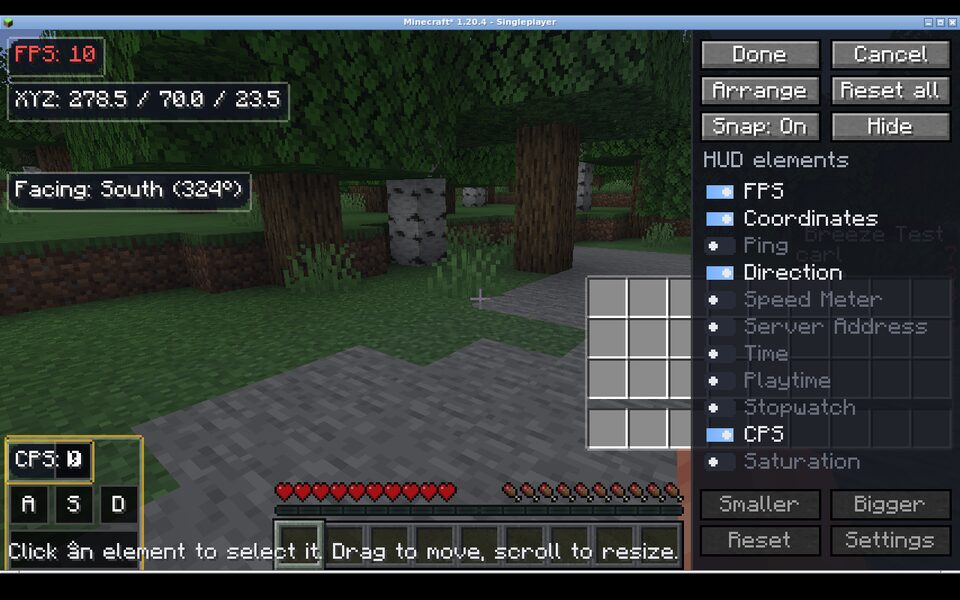 Minecraft* 1.20.4 - Singleplayer
FPS: 10
XYZ: 278.5 / 70.0 / 23.5
Facing: South (324°)
Done
Cancel
Arrange
Reset all
Snap: On
Hide
HUD elements
FPS
Coordinates
Ping
Direction
Speed Meter
Server Address
Time
Playtime
Stopwatch
CPS
Saturation
Breeze Test
carl
CPS: 0
A S D
Click an element to select it. Drag to move, scroll to resize.
Smaller
Bigger
Reset
Settings